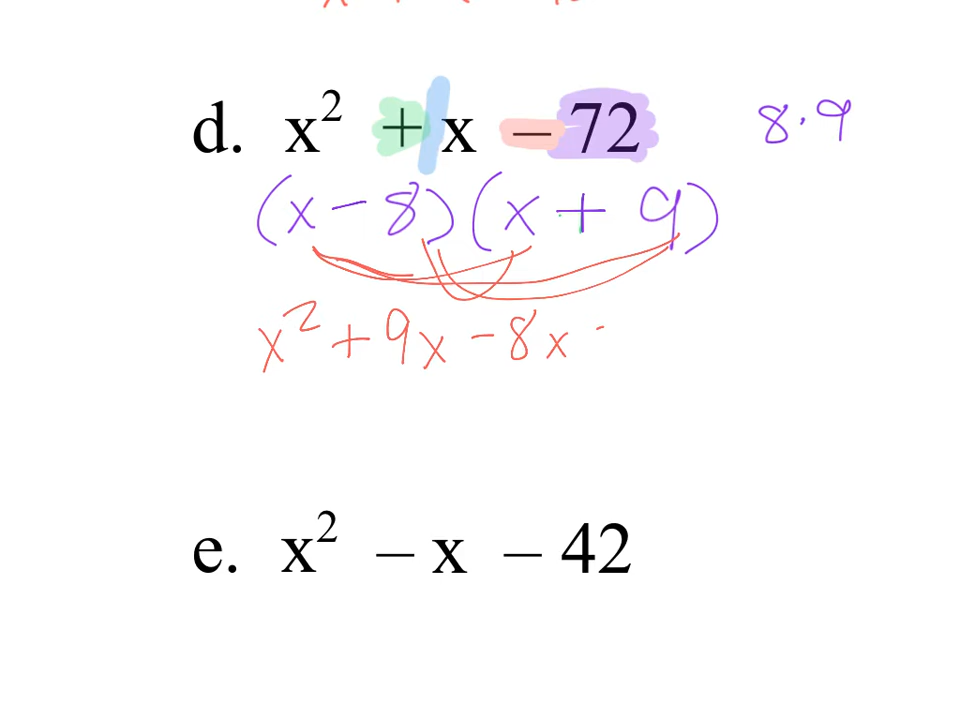 d. x² + x – 72 8·9
(x – 8)(x + 9)
x² + 9x – 8x -
e. x² – x – 42